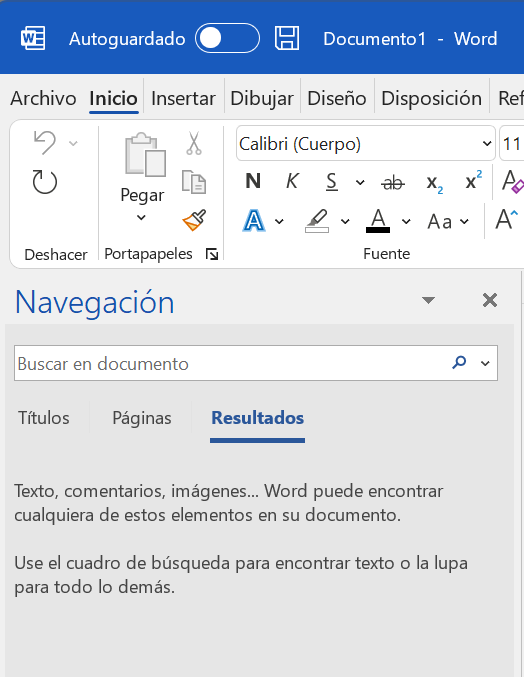 Autoguardado Documento1 - Word
Archivo Inicio Insertar Dibujar Diseño Disposición Ref
Calibri (Cuerpo) 11
Pegar
N K S ab x₂ x² A
A A Aa A
Deshacer Portapapeles Fuente
Navegación
Buscar en documento
Títulos Páginas Resultados
Texto, comentarios, imágenes... Word puede encontrar
cualquiera de estos elementos en su documento.
Use el cuadro de búsqueda para encontrar texto o la lupa
para todo lo demás.